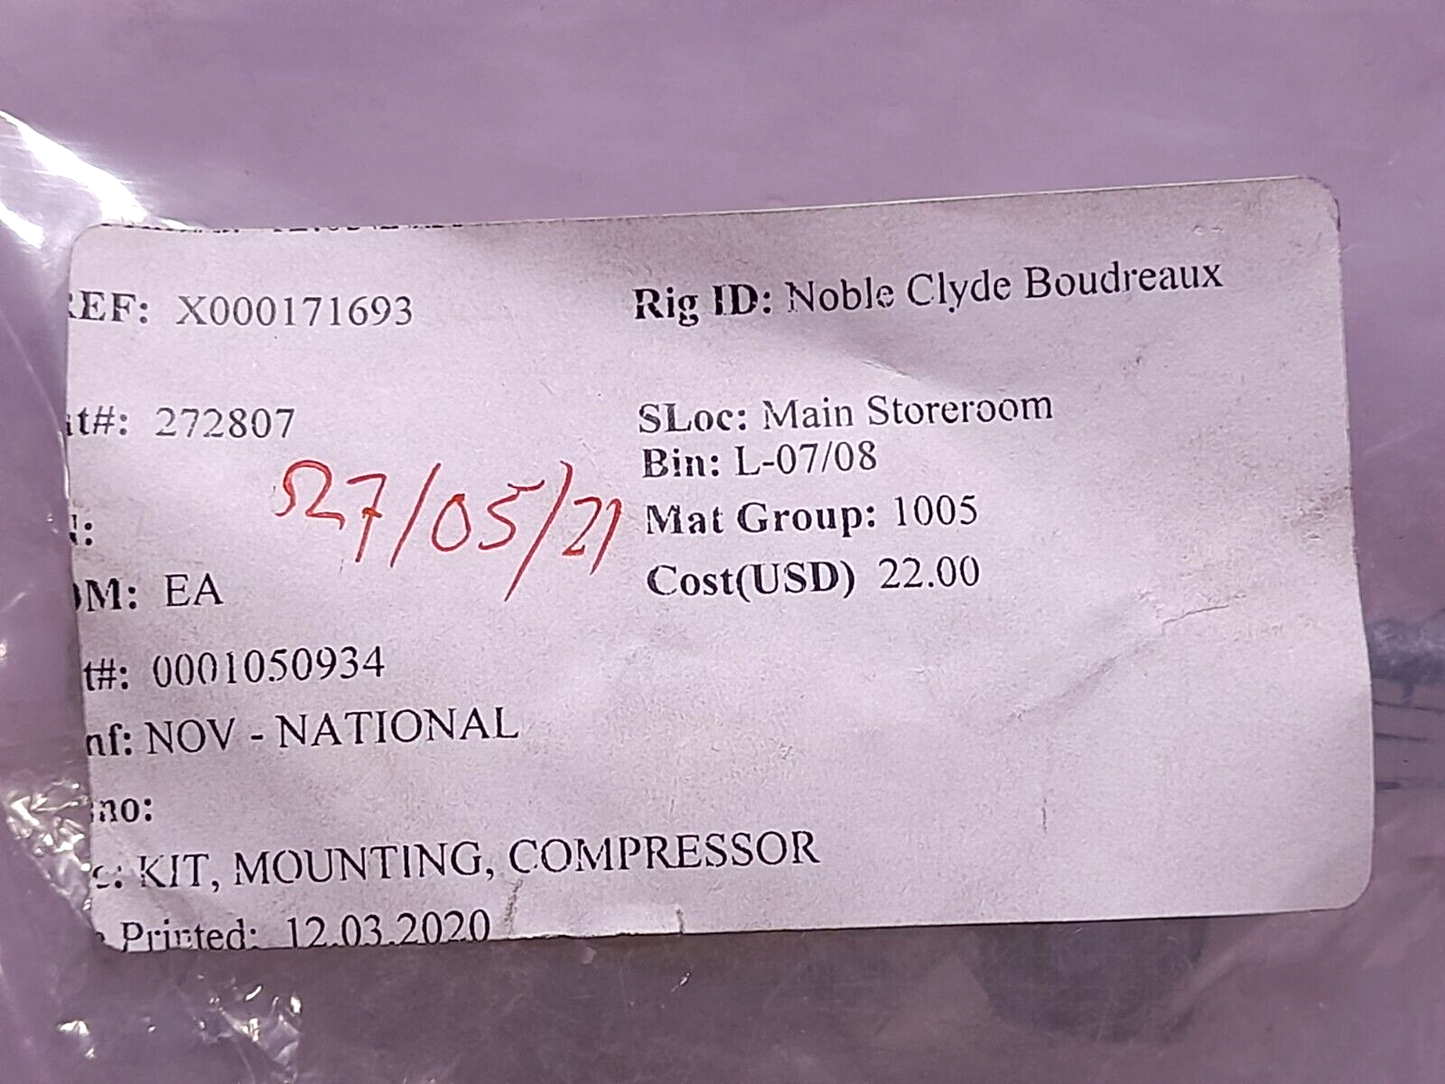 EF: X000171693
Rig ID: Noble Clyde Boudreaux
t#: 272807
SLoc: Main Storeroom
Bin: L-07/08
27/05/21
Mat Group: 1005
:
M: EA
Cost(USD) 22.00
t#: 0001050934
nf: NOV - NATIONAL
no:
c: KIT, MOUNTING, COMPRESSOR
Printed: 12.03.2020